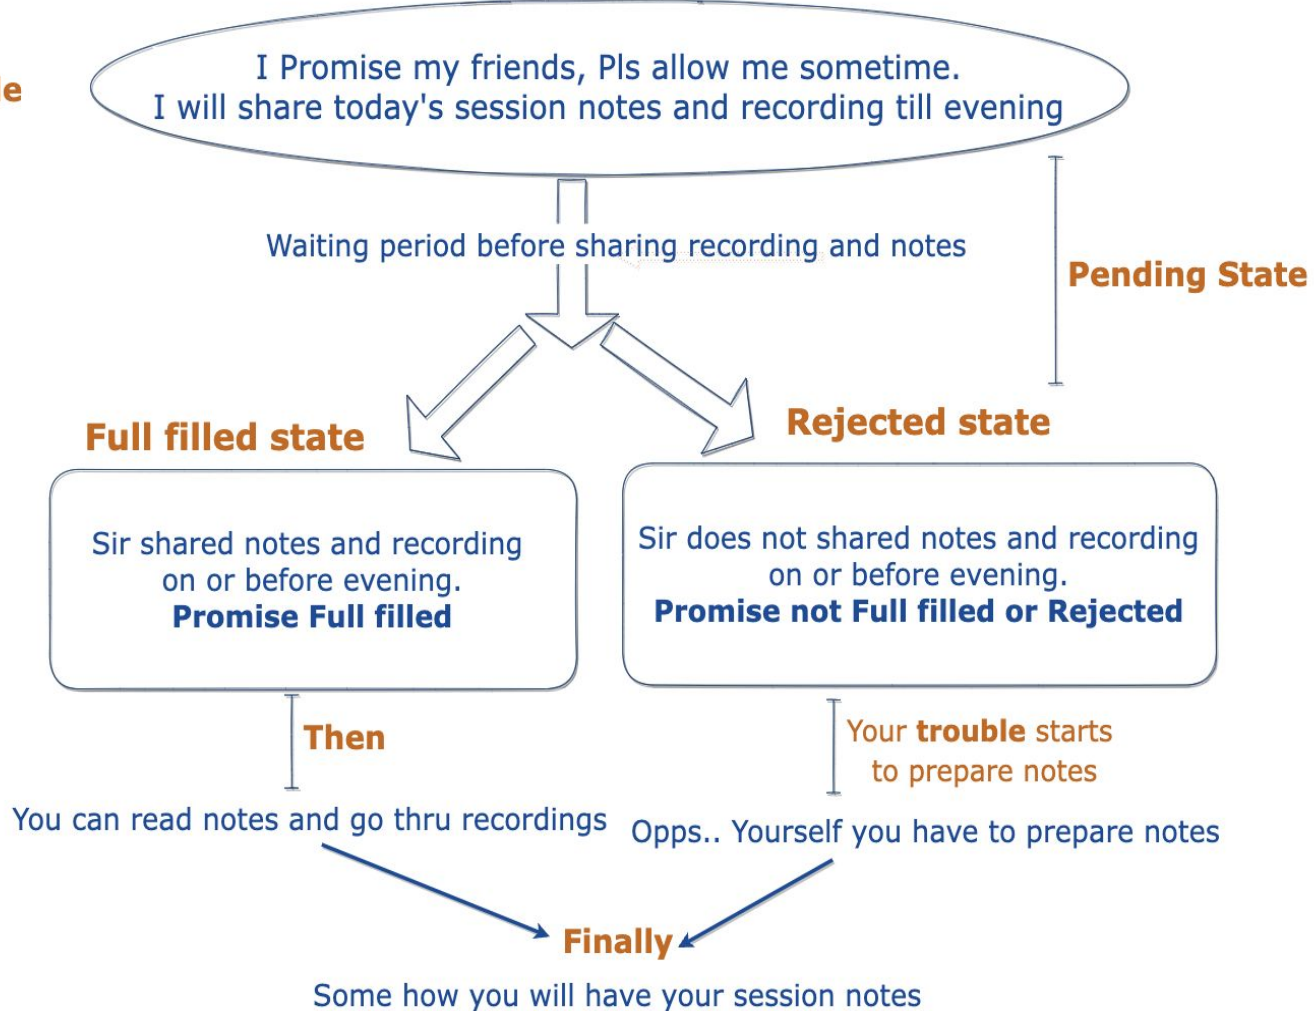 I Promise my friends, Pls allow me sometime.
I will share today's session notes and recording till evening
Waiting period before sharing recording and notes
Pending State
Full filled state
Rejected state
Sir shared notes and recording
on or before evening.
Promise Full filled
Sir does not shared notes and recording
on or before evening.
Promise not Full filled or Rejected
Then
Your trouble starts
to prepare notes
You can read notes and go thru recordings
Opps.. Yourself you have to prepare notes
Finally
Some how you will have your session notes